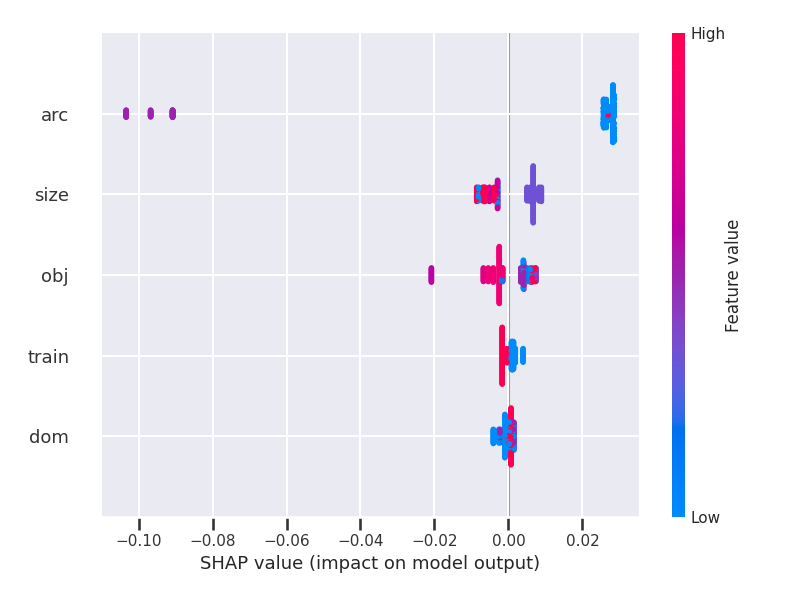 High
arc
size
obj
Feature value
train
dom
Low
−0.10 −0.08 −0.06 −0.04 −0.02 0.00 0.02
SHAP value (impact on model output)